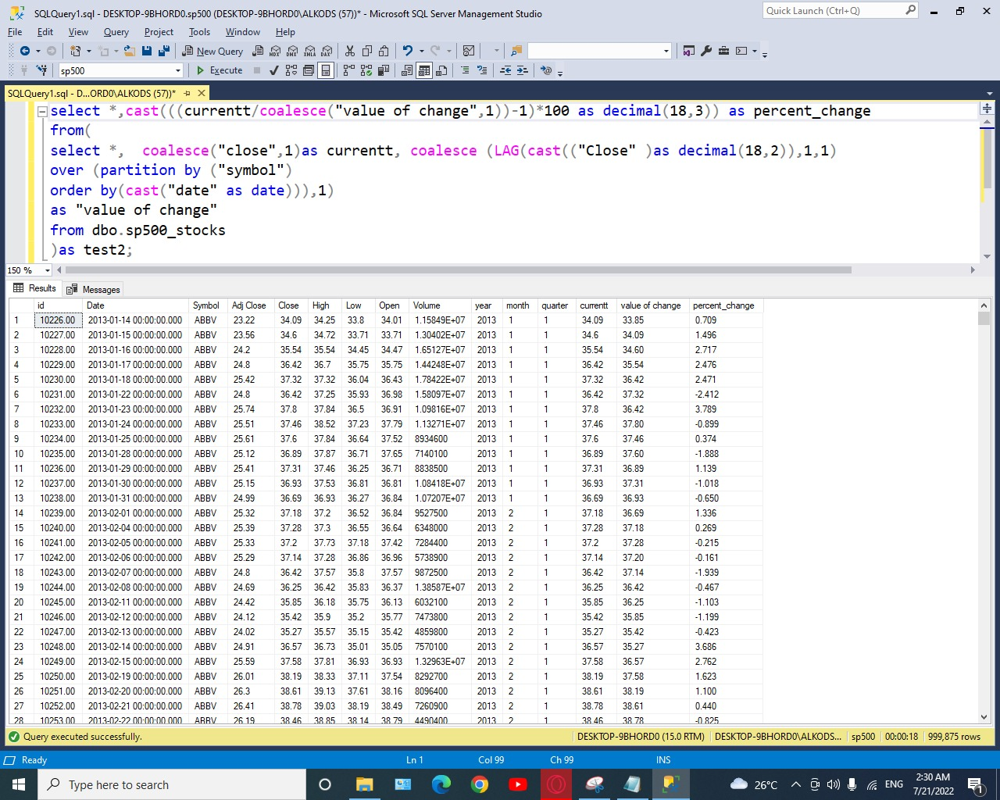 SQLQuery1.sql - DESKTOP-9BHORD0.sp500 (DESKTOP-9BHORD0\ALKODS (57))* - Microsoft SQL Server Management Studio
Quick Launch (Ctrl+Q)
File Edit View Query Project Tools Window Help
New Query MDX DMX XMLA DAX
sp500 Execute
SQLQuery1.sql - D...ORD0\ALKODS (57))*
select *,cast(((currentt/coalesce("value of change",1))-1)*100 as decimal(18,3)) as percent_change
from(
select *,  coalesce("close",1)as currentt, coalesce (LAG(cast(("Close" )as decimal(18,2)),1,1)
over (partition by ("symbol")
order by(cast("date" as date))),1)
as "value of change"
from dbo.sp500_stocks
)as test2;
150 %
Results Messages
id Date Symbol Adj Close Close High Low Open Volume year month quarter currentt value of change percent_change
1 10226.00 2013-01-14 00:00:00.000 ABBV 23.22 34.09 34.25 33.8 34.01 1.15849E+07 2013 1 1 34.09 33.85 0.709
2 10227.00 2013-01-15 00:00:00.000 ABBV 23.56 34.6 34.72 33.71 33.71 1.30402E+07 2013 1 1 34.6 34.09 1.496
3 10228.00 2013-01-16 00:00:00.000 ABBV 24.2 35.54 35.54 34.45 34.47 1.65127E+07 2013 1 1 35.54 34.60 2.717
4 10229.00 2013-01-17 00:00:00.000 ABBV 24.8 36.42 36.7 35.75 35.75 1.44248E+07 2013 1 1 36.42 35.54 2.476
5 10230.00 2013-01-18 00:00:00.000 ABBV 25.42 37.32 37.32 36.04 36.43 1.78422E+07 2013 1 1 37.32 36.42 2.471
6 10231.00 2013-01-22 00:00:00.000 ABBV 24.8 36.42 37.25 35.93 36.98 1.58097E+07 2013 1 1 36.42 37.32 -2.412
7 10232.00 2013-01-23 00:00:00.000 ABBV 25.74 37.8 37.84 36.5 36.91 1.09816E+07 2013 1 1 37.8 36.42 3.789
8 10233.00 2013-01-24 00:00:00.000 ABBV 25.51 37.46 38.52 37.23 37.79 1.13271E+07 2013 1 1 37.46 37.80 -0.899
9 10234.00 2013-01-25 00:00:00.000 ABBV 25.61 37.6 37.84 36.64 37.52 8934600 2013 1 1 37.6 37.46 0.374
10 10235.00 2013-01-28 00:00:00.000 ABBV 25.12 36.89 37.87 36.71 37.65 7140100 2013 1 1 36.89 37.60 -1.888
11 10236.00 2013-01-29 00:00:00.000 ABBV 25.41 37.31 37.46 36.25 36.71 8838500 2013 1 1 37.31 36.89 1.139
12 10237.00 2013-01-30 00:00:00.000 ABBV 25.15 36.93 37.53 36.81 36.81 1.08418E+07 2013 1 1 36.93 37.31 -1.018
13 10238.00 2013-01-31 00:00:00.000 ABBV 24.99 36.69 36.93 36.27 36.84 1.07207E+07 2013 1 1 36.69 36.93 -0.650
14 10239.00 2013-02-01 00:00:00.000 ABBV 25.32 37.18 37.2 36.52 36.84 9527500 2013 2 1 37.18 36.69 1.336
15 10240.00 2013-02-04 00:00:00.000 ABBV 25.39 37.28 37.3 36.55 36.64 6348000 2013 2 1 37.28 37.18 0.269
16 10241.00 2013-02-05 00:00:00.000 ABBV 25.33 37.2 37.73 37.18 37.42 7284400 2013 2 1 37.2 37.28 -0.215
17 10242.00 2013-02-06 00:00:00.000 ABBV 25.29 37.14 37.28 36.86 36.96 5738900 2013 2 1 37.14 37.20 -0.161
18 10243.00 2013-02-07 00:00:00.000 ABBV 24.8 36.42 37.57 35.8 37.57 9872500 2013 2 1 36.42 37.14 -1.939
19 10244.00 2013-02-08 00:00:00.000 ABBV 24.69 36.25 36.42 35.83 36.37 1.38587E+07 2013 2 1 36.25 36.42 -0.467
20 10245.00 2013-02-11 00:00:00.000 ABBV 24.42 35.85 36.18 35.75 36.13 6032100 2013 2 1 35.85 36.25 -1.103
21 10246.00 2013-02-12 00:00:00.000 ABBV 24.12 35.42 35.9 35.2 35.77 7473800 2013 2 1 35.42 35.85 -1.199
22 10247.00 2013-02-13 00:00:00.000 ABBV 24.02 35.27 35.57 35.15 35.42 4859800 2013 2 1 35.27 35.42 -0.423
23 10248.00 2013-02-14 00:00:00.000 ABBV 24.91 36.57 36.73 35.01 35.05 7570100 2013 2 1 36.57 35.27 3.686
24 10249.00 2013-02-15 00:00:00.000 ABBV 25.59 37.58 37.81 36.93 36.93 1.32963E+07 2013 2 1 37.58 36.57 2.762
25 10250.00 2013-02-19 00:00:00.000 ABBV 26.01 38.19 38.33 37.11 37.54 8292700 2013 2 1 38.19 37.58 1.623
26 10251.00 2013-02-20 00:00:00.000 ABBV 26.3 38.61 39.13 37.61 38.16 8096400 2013 2 1 38.61 38.19 1.100
27 10252.00 2013-02-21 00:00:00.000 ABBV 26.41 38.78 39.03 38.19 38.49 7260900 2013 2 1 38.78 38.61 0.440
28 10253.00 2013-02-22 00:00:00.000 ABBV 26.19 38.46 38.85 38.14 38.79 4490400 2013 2 1 38.46 38.78 -0.825
Query executed successfully. DESKTOP-9BHORD0 (15.0 RTM) DESKTOP-9BHORD0\ALKODS... sp500 00:00:18 999,875 rows
Ready Ln 1 Col 99 Ch 99 INS
Type here to search 26°C ENG 2:30 AM
7/21/2022 1